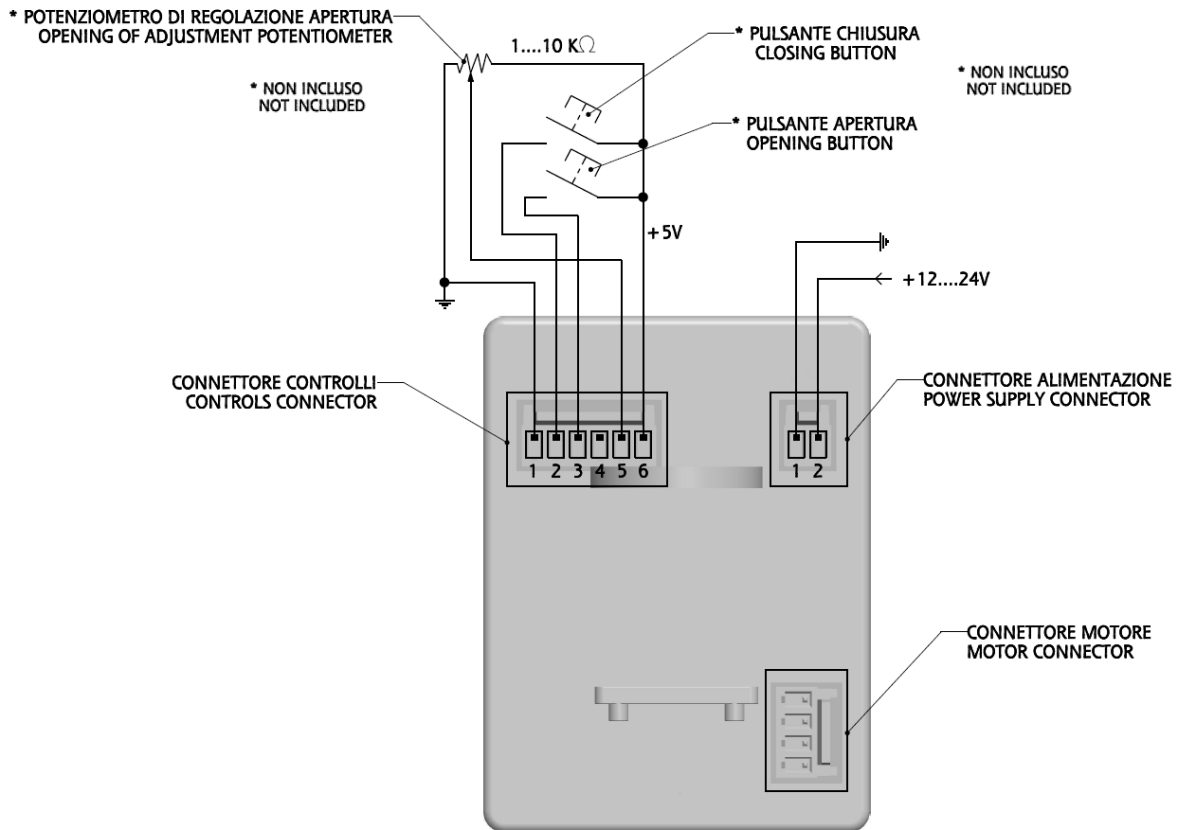 * POTENZIOMETRO DI REGOLAZIONE APERTURA
OPENING OF ADJUSTMENT POTENTIOMETER
1....10 KΩ
* NON INCLUSO
NOT INCLUDED
* PULSANTE CHIUSURA
CLOSING BUTTON
* NON INCLUSO
NOT INCLUDED
* PULSANTE APERTURA
OPENING BUTTON
+5V
+12....24V
CONNETTORE CONTROLLI
CONTROLS CONNECTOR
CONNETTORE ALIMENTAZIONE
POWER SUPPLY CONNECTOR
1 2 3 4 5 6
1 2
CONNETTORE MOTORE
MOTOR CONNECTOR